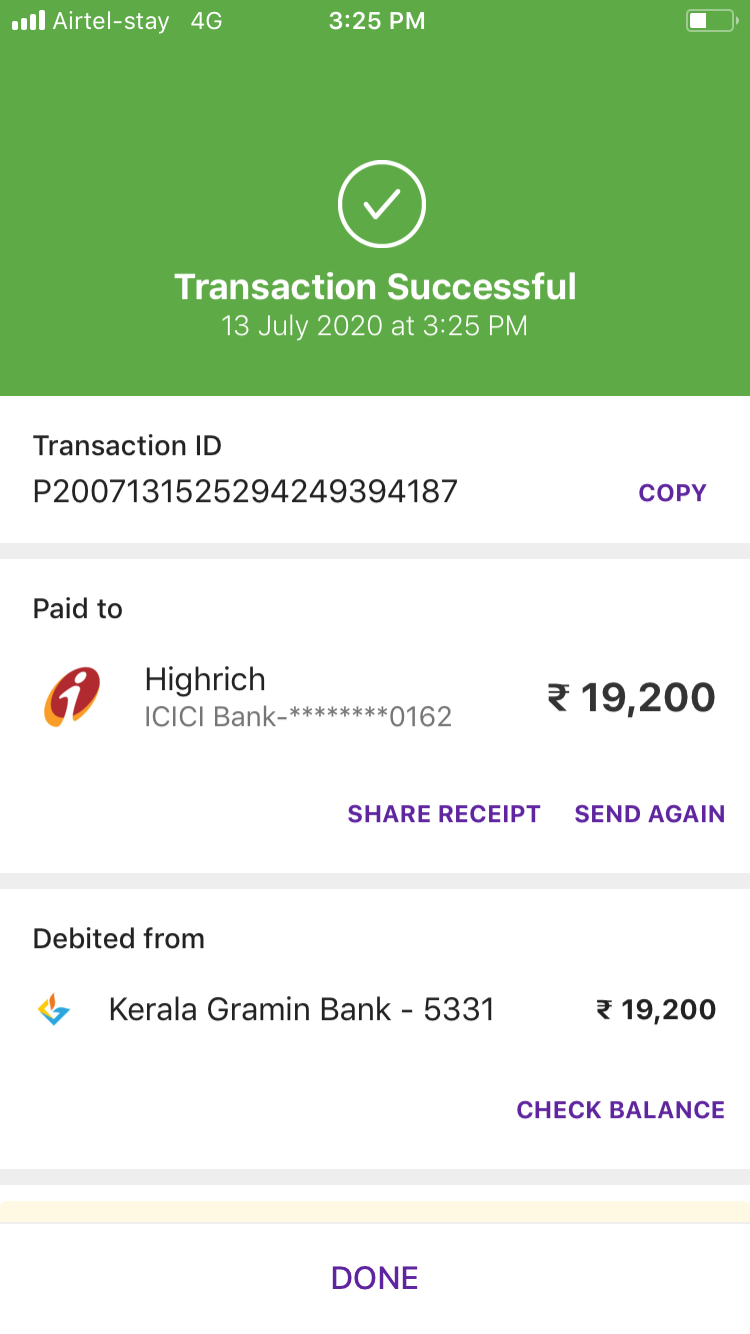 Airtel-stay 4G 3:25 PM
Transaction Successful
13 July 2020 at 3:25 PM
Transaction ID
P2007131525294249394187 COPY
Paid to
Highrich
ICICI Bank-********0162
₹ 19,200
SHARE RECEIPT SEND AGAIN
Debited from
Kerala Gramin Bank - 5331 ₹ 19,200
CHECK BALANCE
DONE